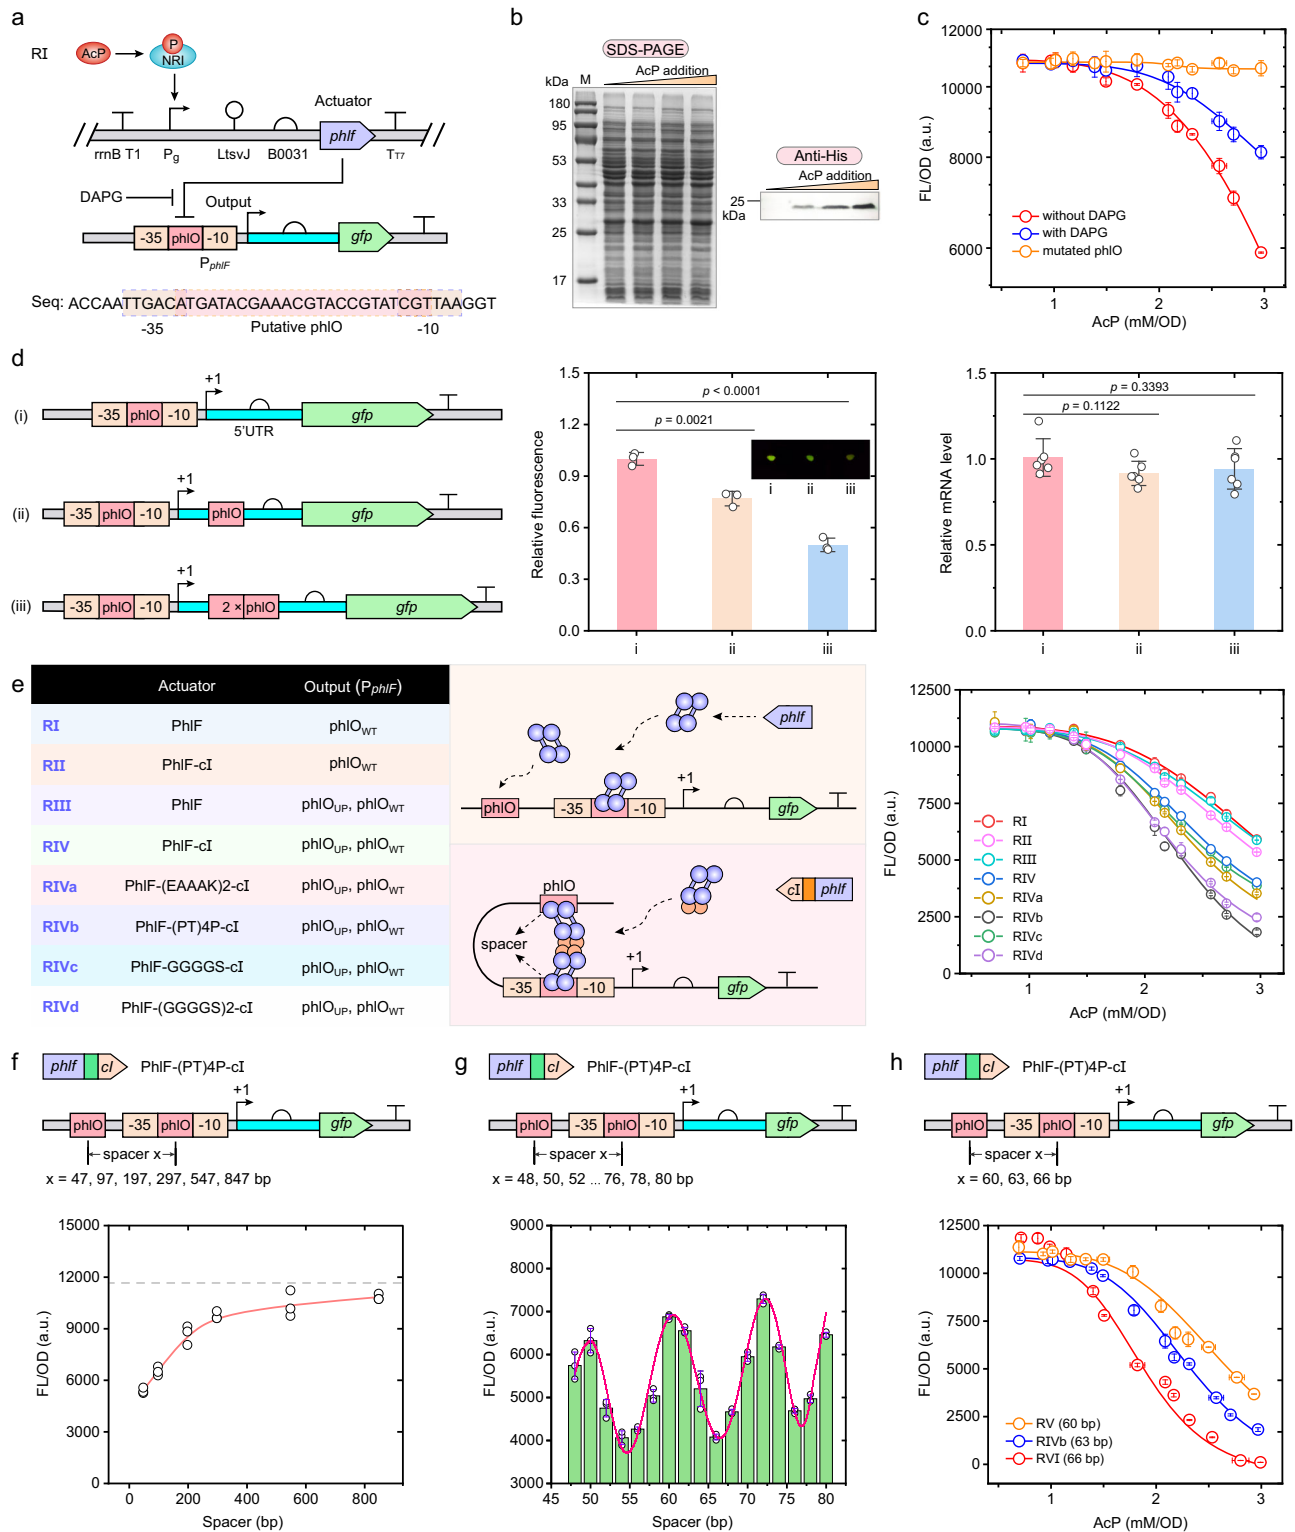 a
RI
AcP
P
NRI
Actuator
phlf
rrnB T1
Pg
LtsvJ
B0031
TT7
DAPG
Output
-35
phlO
-10
gfp
PphlF
Seq: ACCAATTGACATGATACGAAACGTACCGTATCGTTAAGGT
-35
Putative phlO
-10
b
SDS-PAGE
AcP addition
kDa
M
180
95
53
33
25
17
Anti-His
AcP addition
25
kDa
c
12000
10000
8000
6000
FL/OD (a.u.)
without DAPG
with DAPG
mutated phlO
1
2
3
AcP (mM/OD)
d
(i)
-35
phlO
-10
+1
5'UTR
gfp
(ii)
-35
phlO
-10
+1
phlO
gfp
(iii)
-35
phlO
-10
+1
2 × phlO
gfp
1.5
1.2
0.9
0.6
0.3
0.0
Relative fluorescence
p < 0.0001
p = 0.0021
i
ii
iii
i
ii
iii
1.5
1.0
0.5
0.0
Relative mRNA level
p = 0.3393
p = 0.1122
i
ii
iii
e
Actuator
Output (PphlF)
RI
PhlF
phlOWT
RII
PhlF-cI
phlOWT
RIII
PhlF
phlOUP, phlOWT
RIV
PhlF-cI
phlOUP, phlOWT
RIVa
PhlF-(EAAAK)2-cI
phlOUP, phlOWT
RIVb
PhlF-(PT)4P-cI
phlOUP, phlOWT
RIVc
PhlF-GGGGS-cI
phlOUP, phlOWT
RIVd
PhlF-(GGGGS)2-cI
phlOUP, phlOWT
phlf
phlO
-35
-10
+1
gfp
phlO
cI
phlf
spacer
-35
-10
+1
gfp
12500
10000
7500
5000
2500
0
FL/OD (a.u.)
RI
RII
RIII
RIV
RIVa
RIVb
RIVc
RIVd
1
2
3
AcP (mM/OD)
f
phlf
cI
PhlF-(PT)4P-cI
+1
phlO
-35
phlO
-10
gfp
spacer x
x = 47, 97, 197, 297, 547, 847 bp
15000
12000
9000
6000
3000
0
FL/OD (a.u.)
0
200
400
600
800
Spacer (bp)
g
phlf
cI
PhlF-(PT)4P-cI
+1
phlO
-35
phlO
-10
gfp
spacer x
x = 48, 50, 52 ... 76, 78, 80 bp
9000
8000
7000
6000
5000
4000
3000
FL/OD (a.u.)
45
50
55
60
65
70
75
80
Spacer (bp)
h
phlf
cI
PhlF-(PT)4P-cI
+1
phlO
-35
phlO
-10
gfp
spacer x
x = 60, 63, 66 bp
12500
10000
7500
5000
2500
0
FL/OD (a.u.)
RV (60 bp)
RIVb (63 bp)
RVI (66 bp)
1
2
3
AcP (mM/OD)